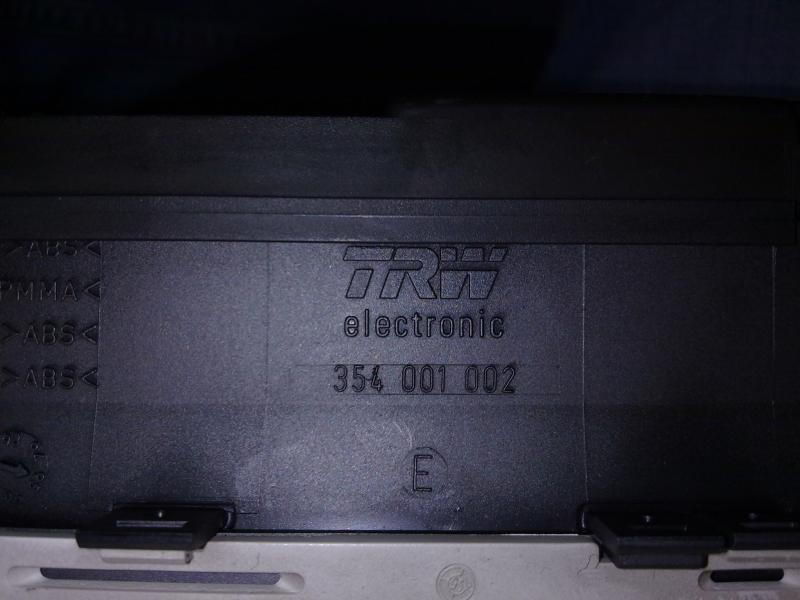 >ABS<
PMMA<
>ABS<
>ABS<
TRW
electronic
354 001 002
E